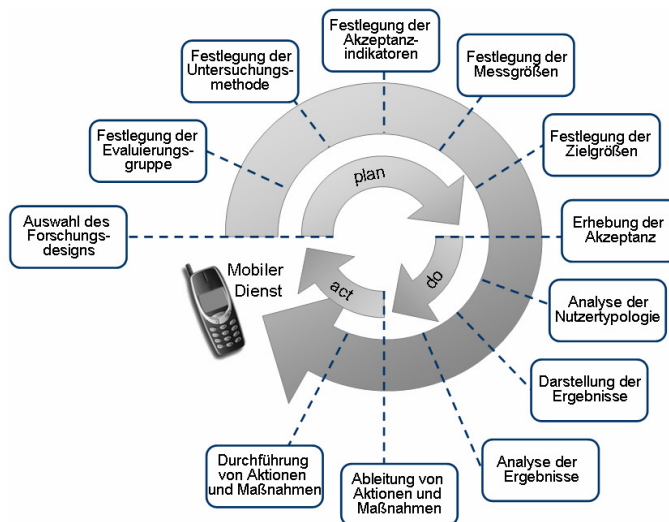 Festlegung der
Akzeptanz-
indikatoren
Festlegung der
Untersuchungs-
methode
Festlegung der
Messgrößen
Festlegung der
Evaluierungs-
gruppe
Festlegung der
Zielgrößen
plan
Auswahl des
Forschungs-
designs
Erhebung der
Akzeptanz
Mobiler
Dienst
act
do
Analyse der
Nutzertypologie
Darstellung der
Ergebnisse
Durchführung
von Aktionen
und Maßnahmen
Ableitung von
Aktionen und
Maßnahmen
Analyse der
Ergebnisse